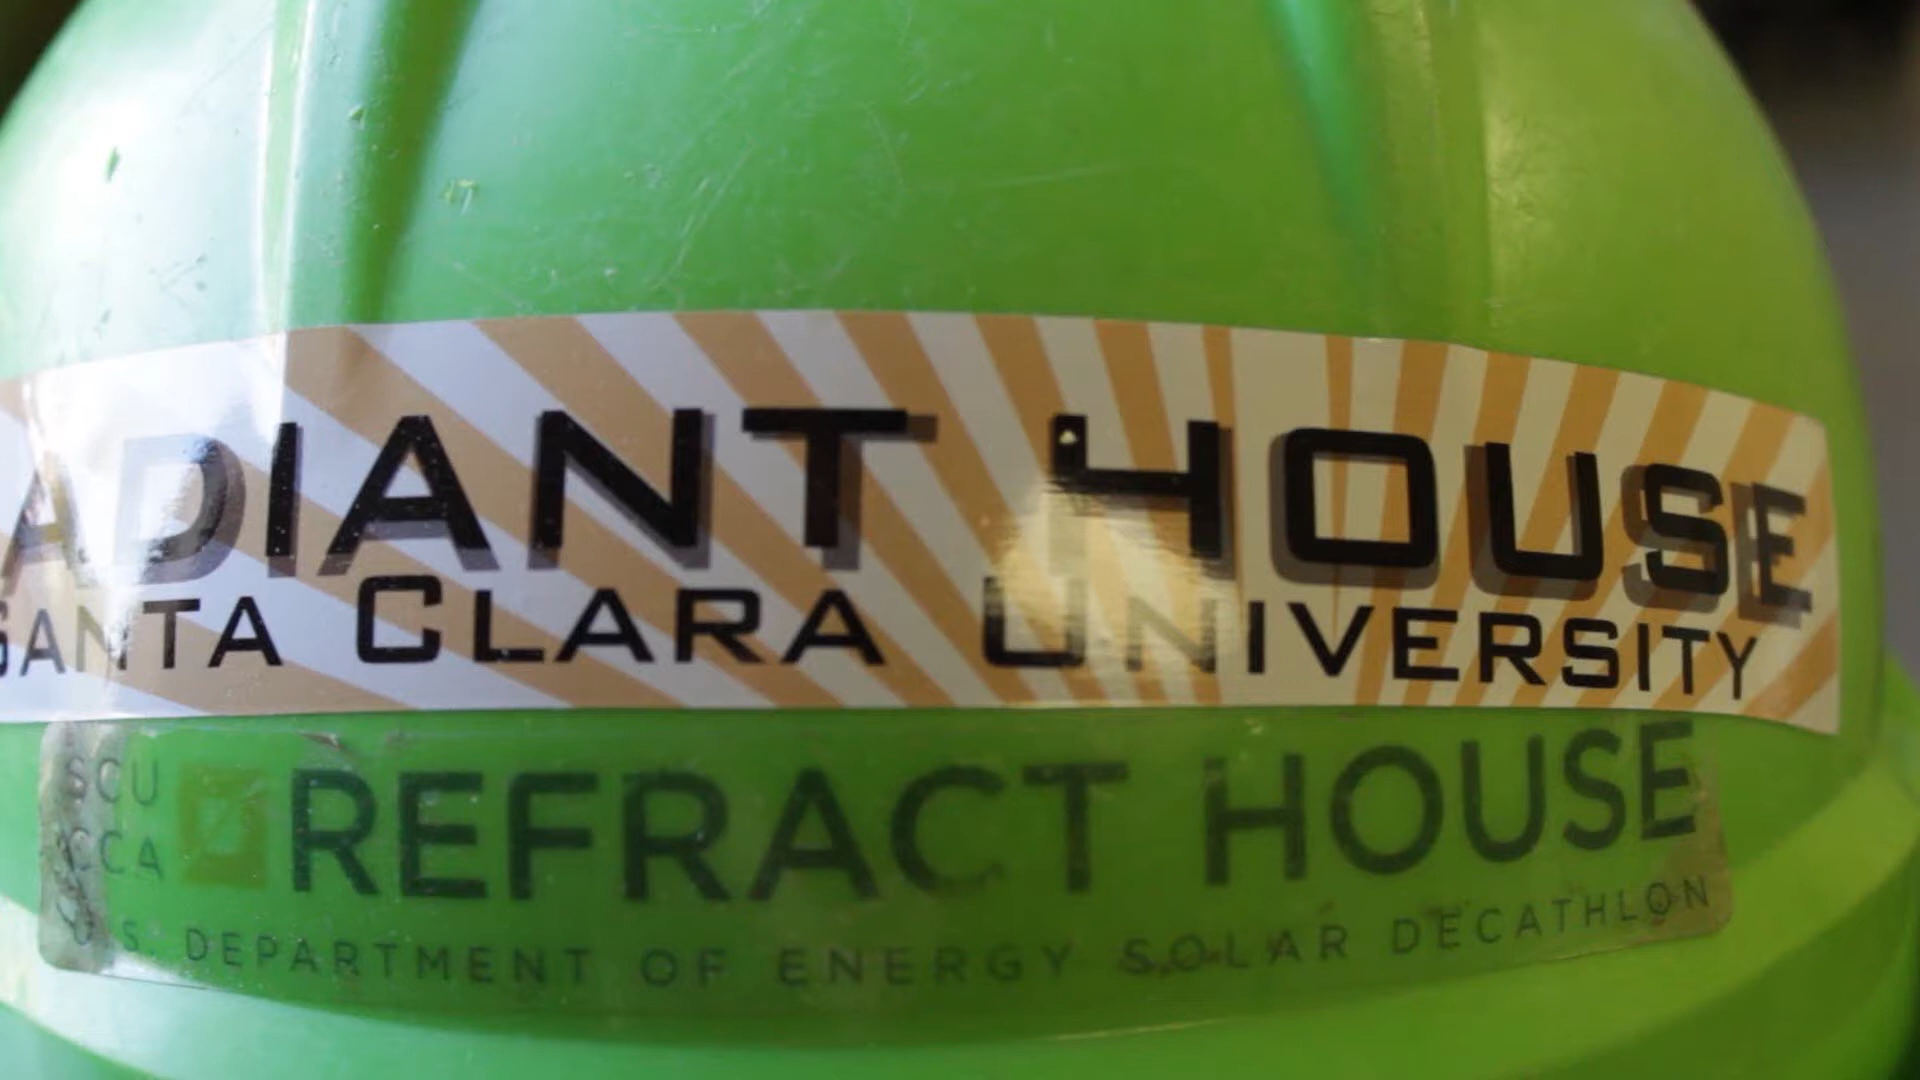 ADIANT HOUSE
SANTA CLARA UNIVERSITY
SCU
CCA
REFRACT HOUSE
U.S. DEPARTMENT OF ENERGY SOLAR DECATHLON